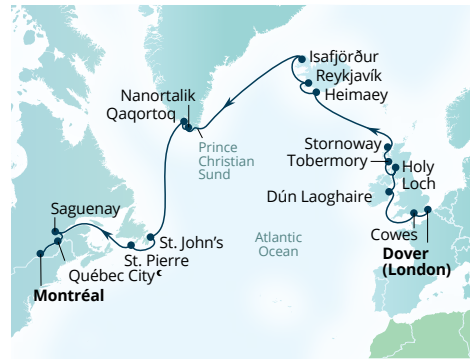 Isafjörður
Reykjavík
Heimaey
Nanortalik
Qaqortoq
Prince
Christian
Sund
Stornoway
Tobermory
Holy
Loch
Dún Laoghaire
Saguenay
St. John's
St. Pierre
Atlantic
Ocean
Cowes
Dover
(London)
Québec City
Montréal